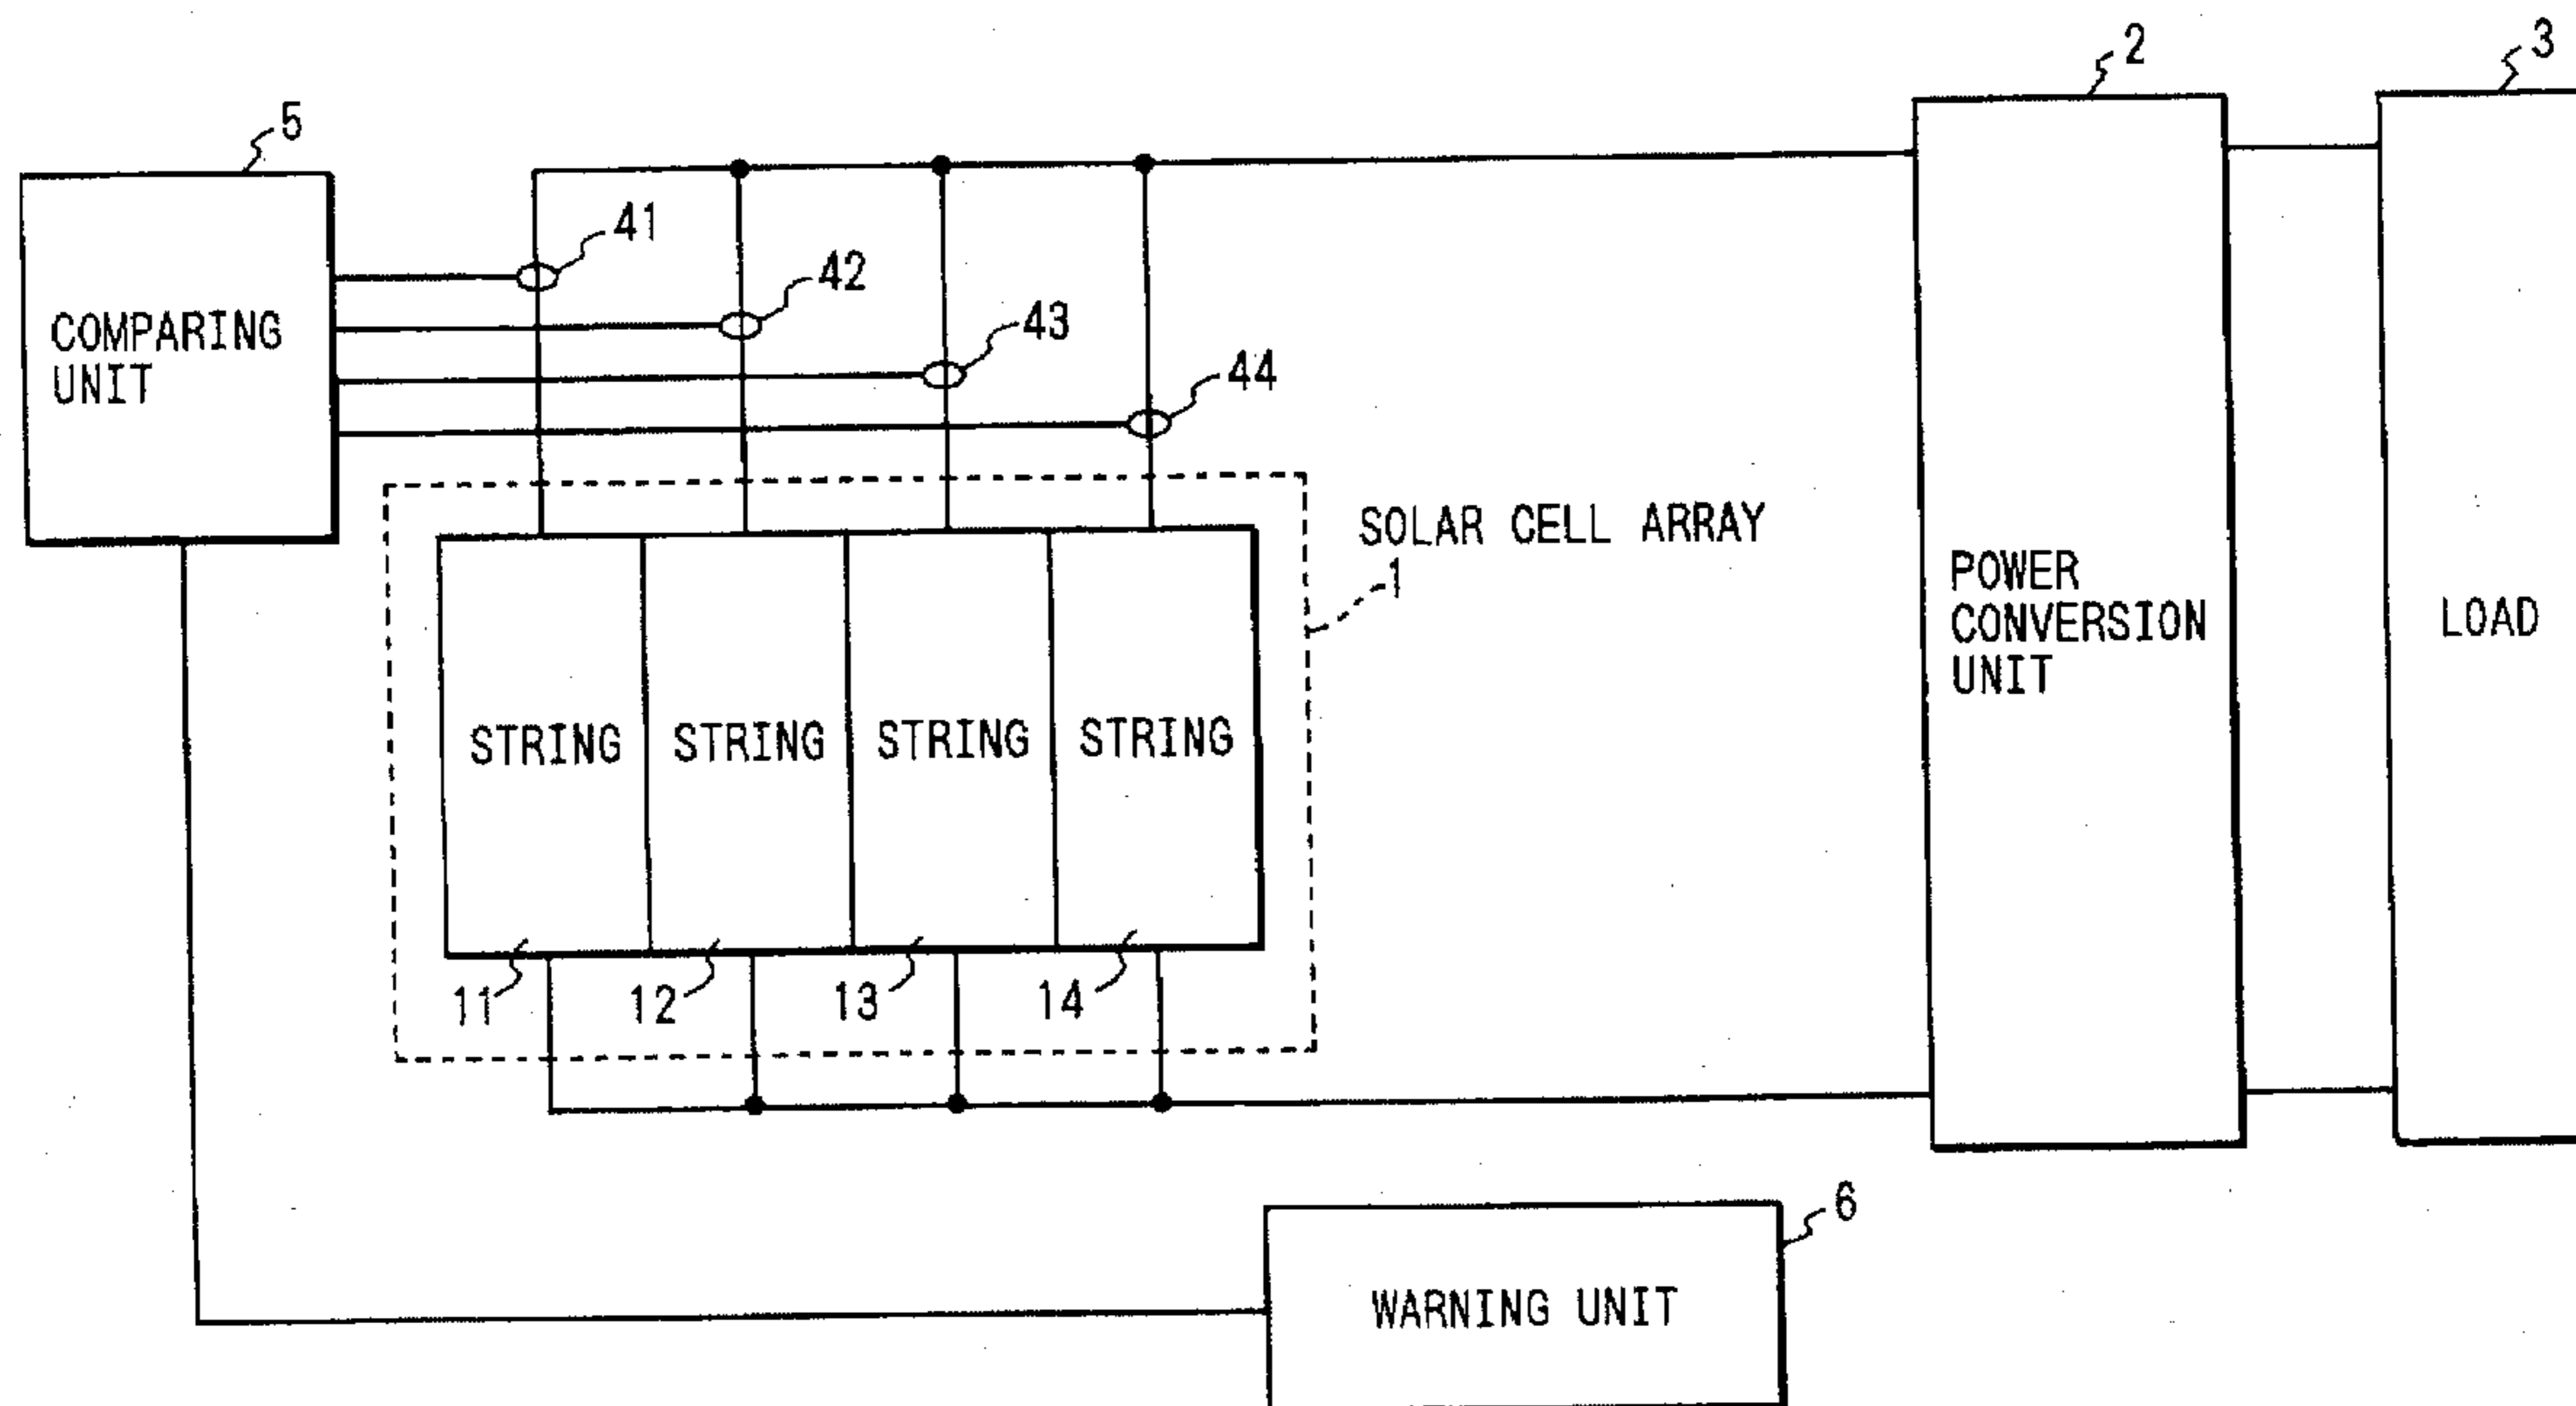 2
3
5
41
42
43
44
COMPARING
UNIT
SOLAR CELL ARRAY
1
POWER
CONVERSION
UNIT
LOAD
STRING STRING STRING STRING
11 12 13 14
6
WARNING UNIT